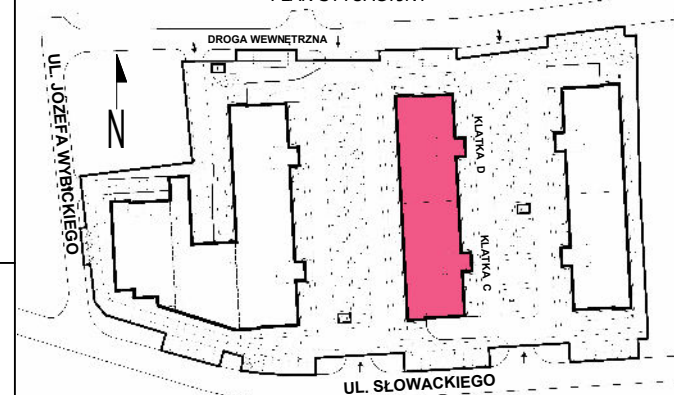 DROGA WEWNĘTRZNA
UL. JÓZEFA WYBICKIEGO
N
KLATKA D
KLATKA C
UL. SŁOWACKIEGO